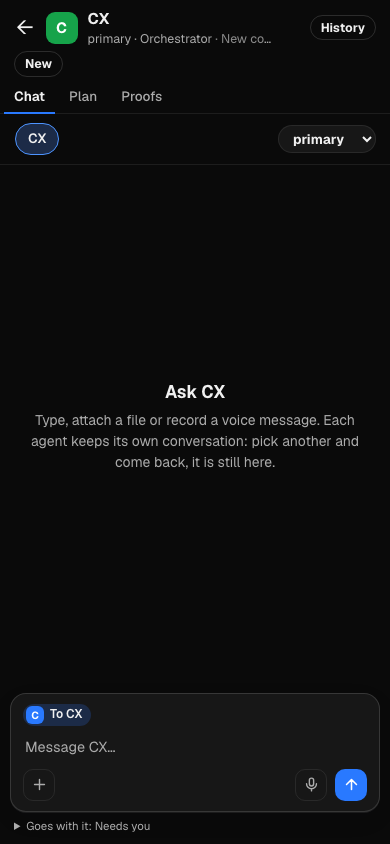 C
CX
primary · Orchestrator · New co…
History
New
Chat
Plan
Proofs
CX
primary
Ask CX
Type, attach a file or record a voice message. Each
agent keeps its own conversation: pick another and
come back, it is still here.
C
To CX
Message CX…
Goes with it: Needs you